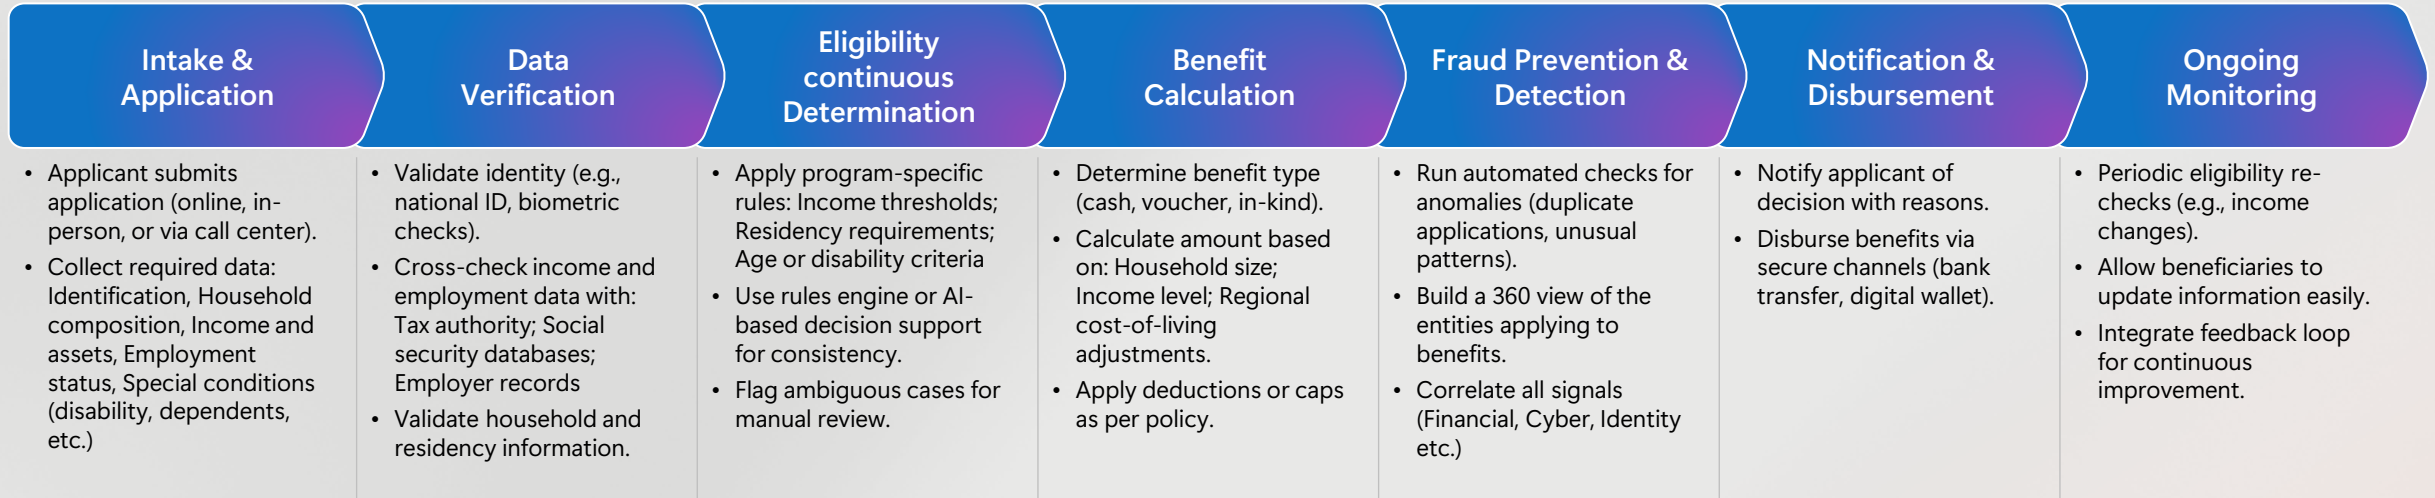 Intake &
Application
Data
Verification
Eligibility
continuous
Determination
Benefit
Calculation
Fraud Prevention &
Detection
Notification &
Disbursement
Ongoing
Monitoring
• Applicant submits
application (online, in-
person, or via call center).
• Collect required data:
Identification, Household
composition, Income and
assets, Employment
status, Special conditions
(disability, dependents,
etc.)
• Validate identity (e.g.,
national ID, biometric
checks).
• Cross-check income and
employment data with:
Tax authority; Social
security databases;
Employer records
• Validate household and
residency information.
• Apply program-specific
rules: Income thresholds;
Residency requirements;
Age or disability criteria
• Use rules engine or AI-
based decision support
for consistency.
• Flag ambiguous cases for
manual review.
• Determine benefit type
(cash, voucher, in-kind).
• Calculate amount based
on: Household size;
Income level; Regional
cost-of-living
adjustments.
• Apply deductions or caps
as per policy.
• Run automated checks for
anomalies (duplicate
applications, unusual
patterns).
• Build a 360 view of the
entities applying to
benefits.
• Correlate all signals
(Financial, Cyber, Identity
etc.)
• Notify applicant of
decision with reasons.
• Disburse benefits via
secure channels (bank
transfer, digital wallet).
• Periodic eligibility re-
checks (e.g., income
changes).
• Allow beneficiaries to
update information easily.
• Integrate feedback loop
for continuous
improvement.